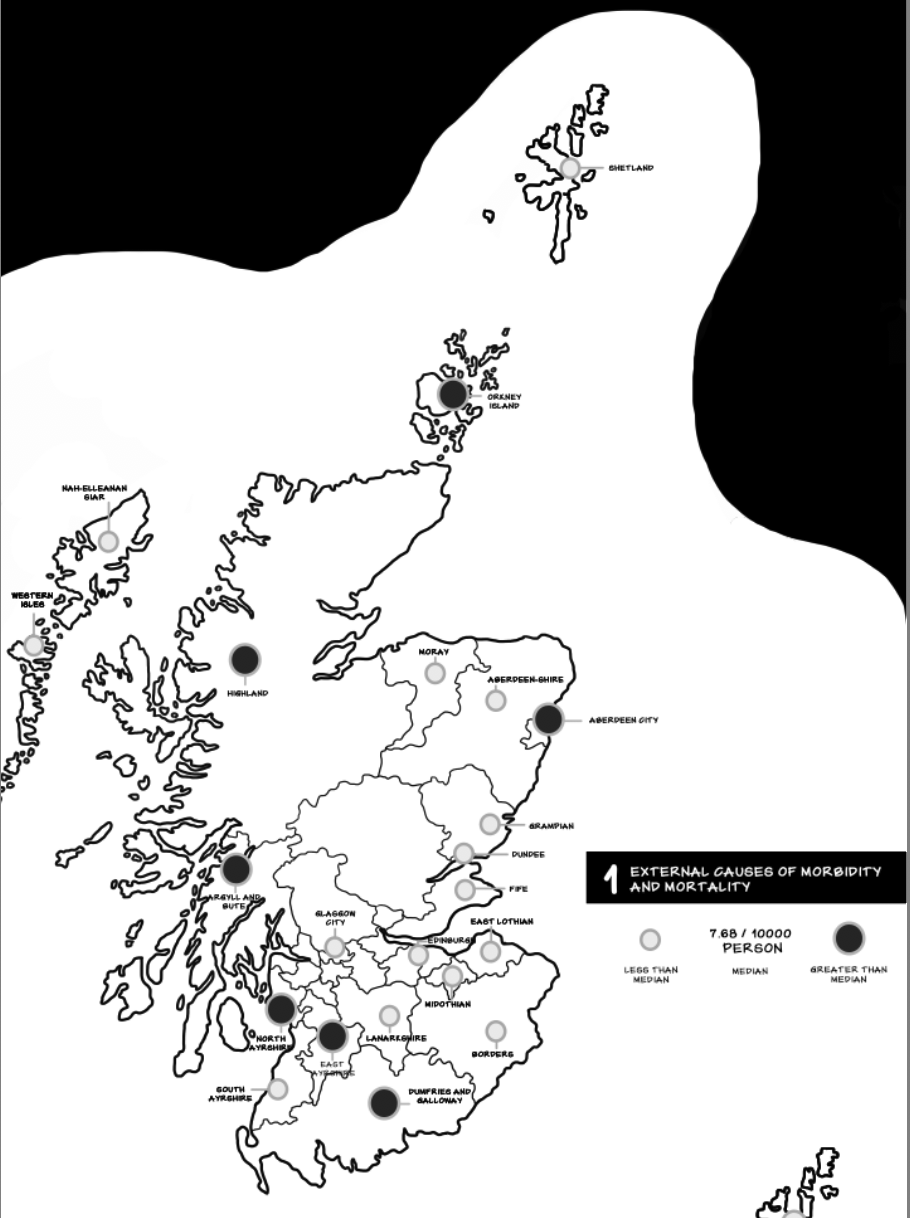 SHETLAND
ORKNEY
ISLAND
NAH-ELLEANAN
SIAR
WESTERN
ISLES
HIGHLAND
MORAY
ABERDEEN SHIRE
ABERDEEN CITY
GRAMPIAN
DUNDEE
FIFE
ARGYLL AND
BUTE
GLASGOW
CITY
EAST LOTHIAN
EDINBURGH
MIDOTHIAN
NORTH
AYRSHIRE
EAST
AYRSHIRE
LANARKSHIRE
BORDERS
SOUTH
AYRSHIRE
DUMFRIES AND
GALLOWAY
1 EXTERNAL CAUSES OF MORBIDITY
AND MORTALITY
LESS THAN
MEDIAN
7.68 / 10000
PERSON
MEDIAN
GREATER THAN
MEDIAN